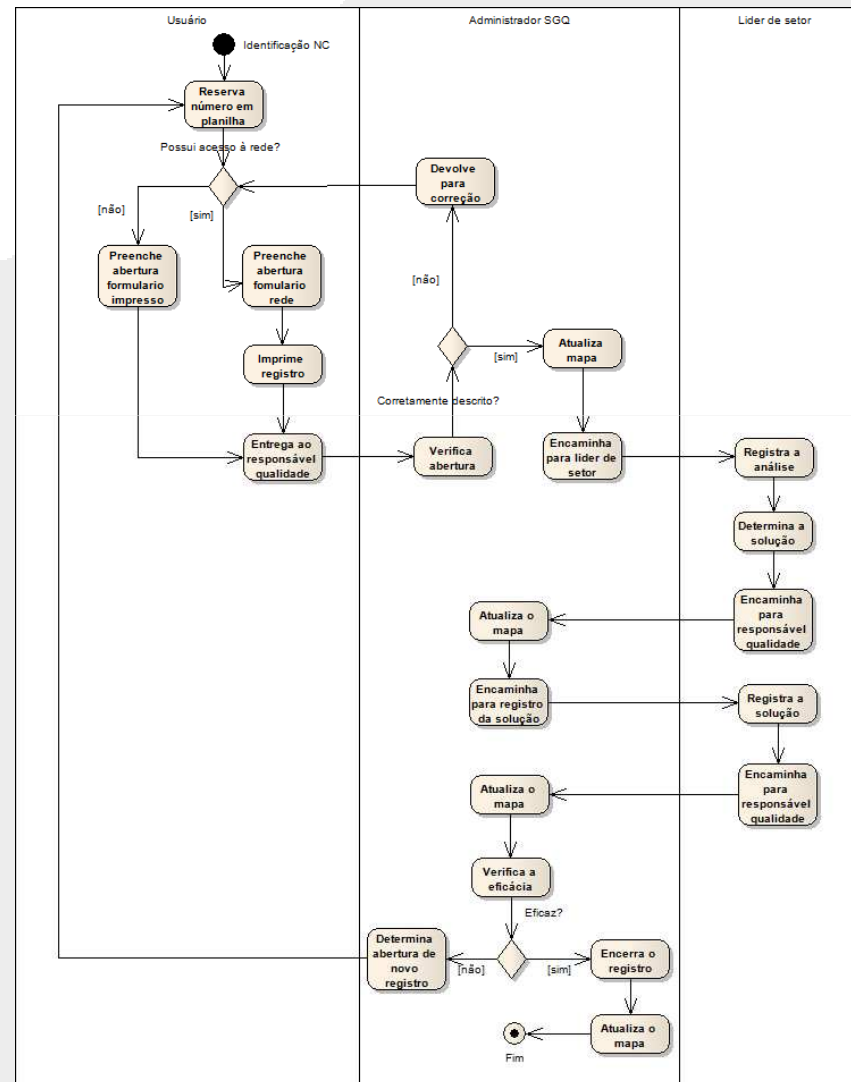 Usuário
Administrador SGQ
Lider de setor
Identificação NC
Reserva
número em
planilha
Possui acesso à rede?
[não]
[sim]
Devolve
para
correção
Preenche
abertura
formulario
impresso
Preenche
abertura
fomulario
rede
[não]
Imprime
registro
[sim]
Atualiza
mapa
Corretamente descrito?
Entrega ao
responsável
qualidade
Verifica
abertura
Encaminha
para lider de
setor
Registra a
análise
Determina a
solução
Encaminha
para
responsável
qualidade
Atualiza o
mapa
Encaminha
para registro
da solução
Registra a
solução
Encaminha
para
responsável
qualidade
Atualiza o
mapa
Verifica a
eficácia
Eficaz?
Determina
abertura de
novo
registro
[não]
[sim]
Encerra o
registro
Atualiza o
mapa
Fim